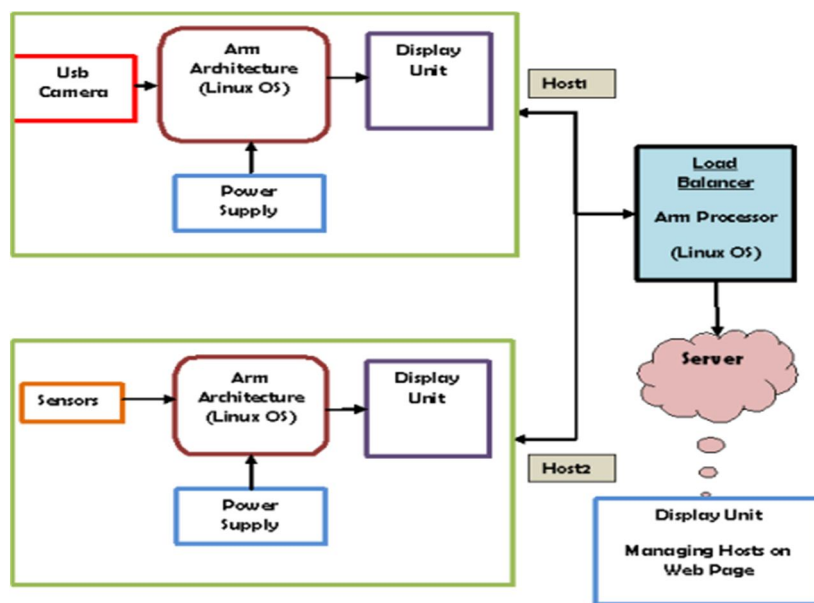 Usb
Camera
Arm
Architecture
(Linux OS)
Display
Unit
Power
Supply
Host1
Load
Balancer
Arm Processor
(Linux OS)
Server
Sensors
Arm
Architecture
(Linux OS)
Display
Unit
Power
Supply
Host2
Display Unit
Managing Hosts on
Web Page